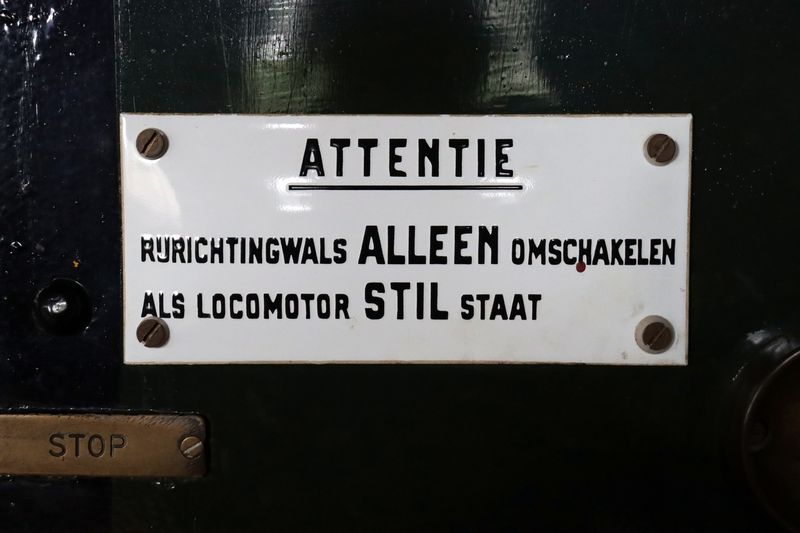 ATTENTIE
RIJRICHTINGWALS ALLEEN OMSCHAKELEN
ALS LOCOMOTOR STIL STAAT
STOP